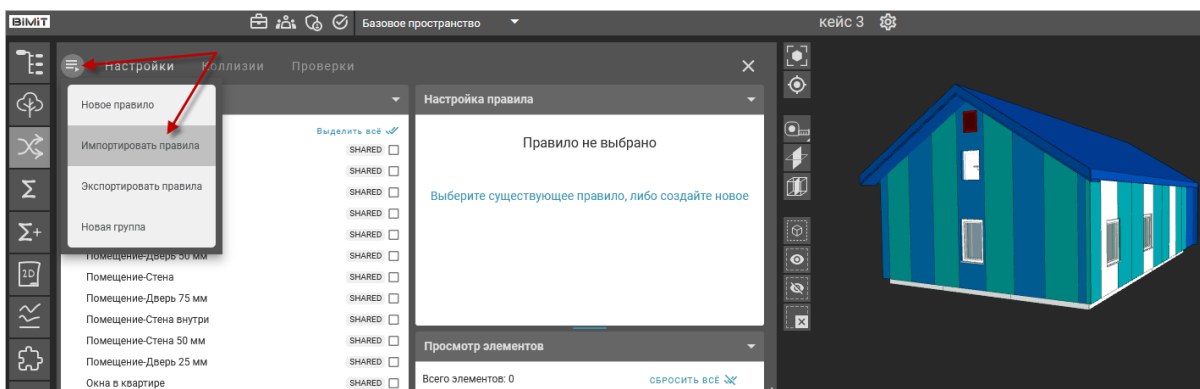 BIMIT
Базовое пространство
кейс 3
Настройки Коллизии Проверки
Новое правило
Импортировать правила
Экспортировать правила
Новая группа
Настройка правила
Выделить всё
SHARED
SHARED
SHARED
SHARED
SHARED
Помещение-Дверь 50 мм SHARED
Помещение-Стена SHARED
Помещение-Дверь 75 мм SHARED
Помещение-Стена внутри SHARED
Помещение-Стена 50 мм SHARED
Помещение-Дверь 25 мм SHARED
Окна в квартире SHARED
Правило не выбрано
Выберите существующее правило, либо создайте новое
Просмотр элементов
Всего элементов: 0 СБРОСИТЬ ВСЁ
Σ
Σ+
2D